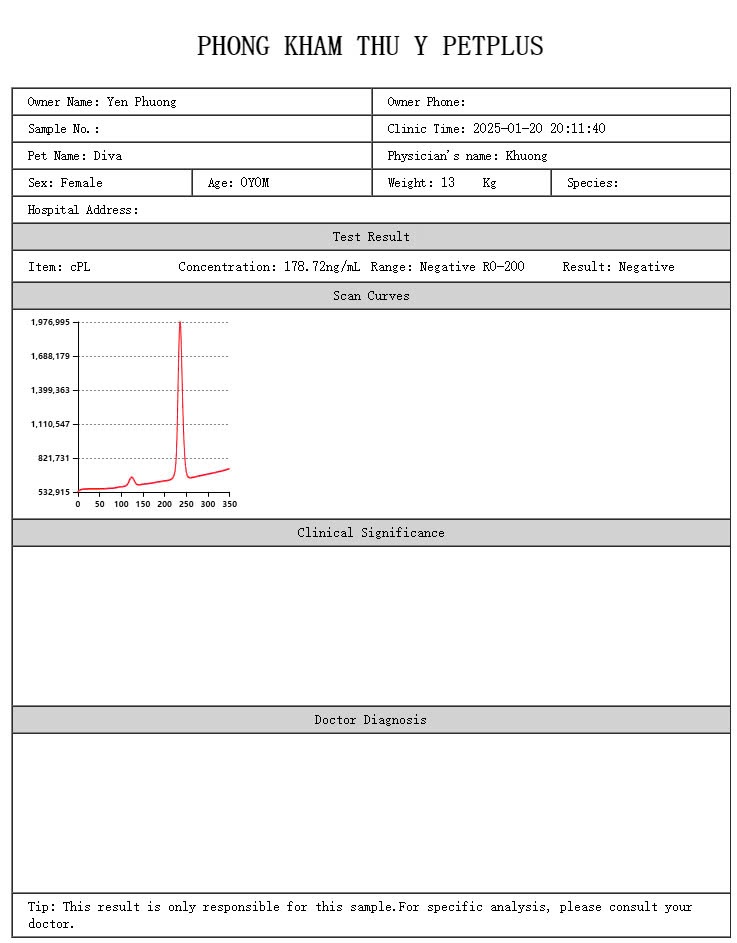 PHONG KHAM THU Y PETPLUS
Owner Name: Yen Phuong
Owner Phone:
Sample No.:
Clinic Time: 2025-01-20 20:11:40
Pet Name: Diva
Physician's name: Khuong
Sex: Female
Age: 0Y0M
Weight: 13 Kg
Species:
Hospital Address:
Test Result
Item: cPL Concentration: 178.72ng/mL Range: Negative R0-200 Result: Negative
Scan Curves
1,976,995
1,688,179
1,399,363
1,110,547
821,731
532,915
0 50 100 150 200 250 300 350
Clinical Significance
Doctor Diagnosis
Tip: This result is only responsible for this sample.For specific analysis, please consult your
doctor.